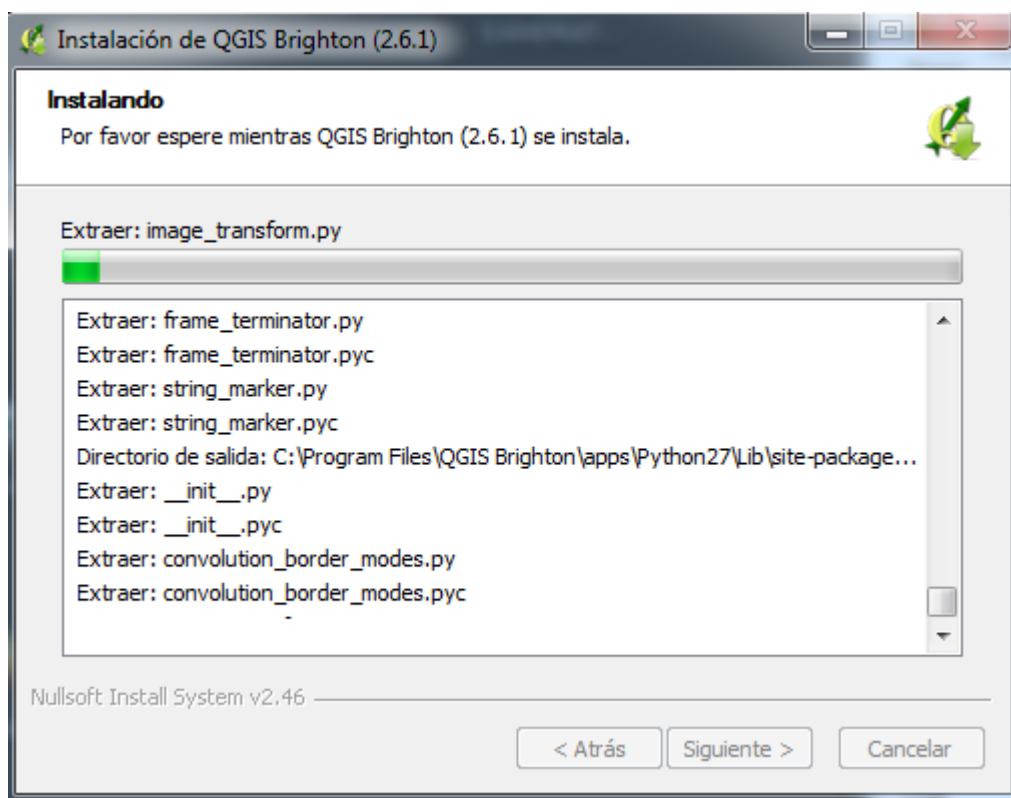 Instalación de QGIS Brighton (2.6.1)
Instalando
Por favor espere mientras QGIS Brighton (2.6.1) se instala.
Extraer: image_transform.py
Extraer: frame_terminator.py
Extraer: frame_terminator.pyc
Extraer: string_marker.py
Extraer: string_marker.pyc
Directorio de salida: C:\Program Files\QGIS Brighton\apps\Python27\Lib\site-package...
Extraer: __init__.py
Extraer: __init__.pyc
Extraer: convolution_border_modes.py
Extraer: convolution_border_modes.pyc
Nullsoft Install System v2.46
< Atrás
Siguiente >
Cancelar